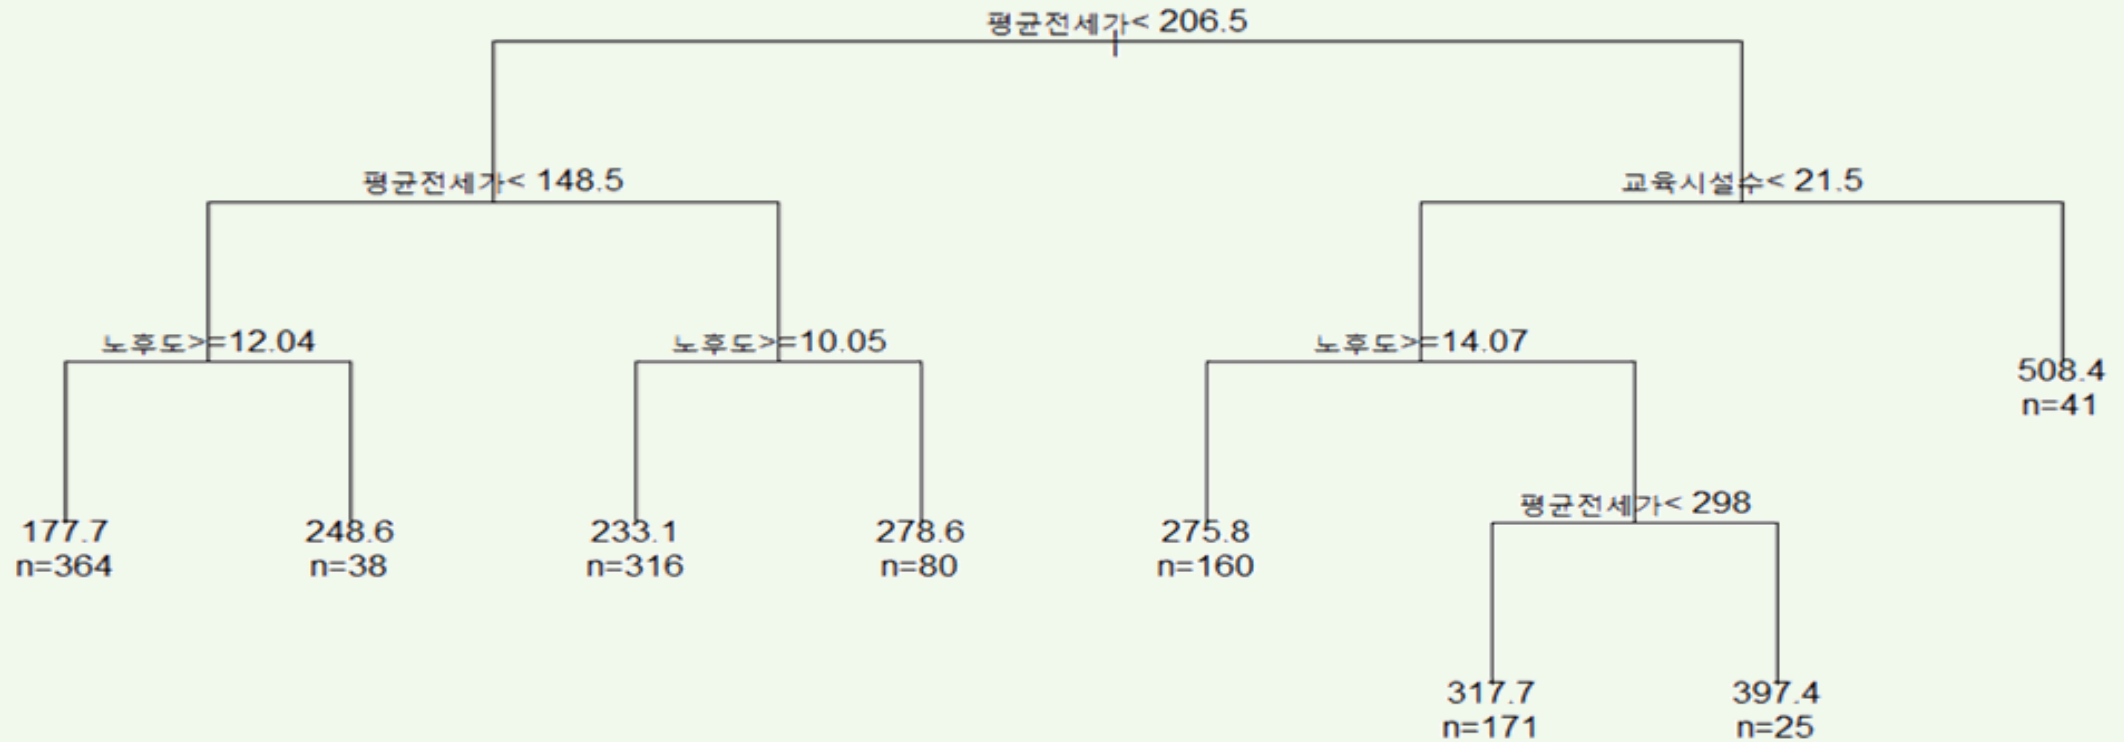 평균전세가< 206.5
평균전세가< 148.5
교육시설수< 21.5
노후도>=12.04
노후도>=10.05
노후도>=14.07
508.4
n=41
평균전세가< 298
177.7
n=364
248.6
n=38
233.1
n=316
278.6
n=80
275.8
n=160
317.7
n=171
397.4
n=25